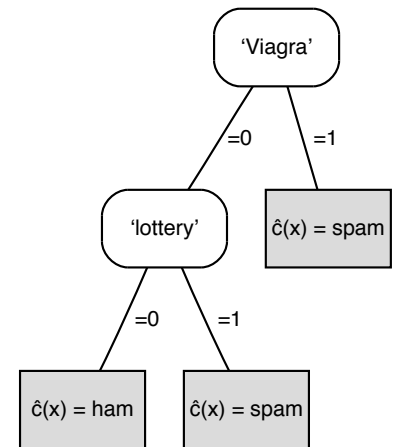 'Viagra'
=0
=1
'lottery'
ĉ(x) = spam
=0
=1
ĉ(x) = ham
ĉ(x) = spam